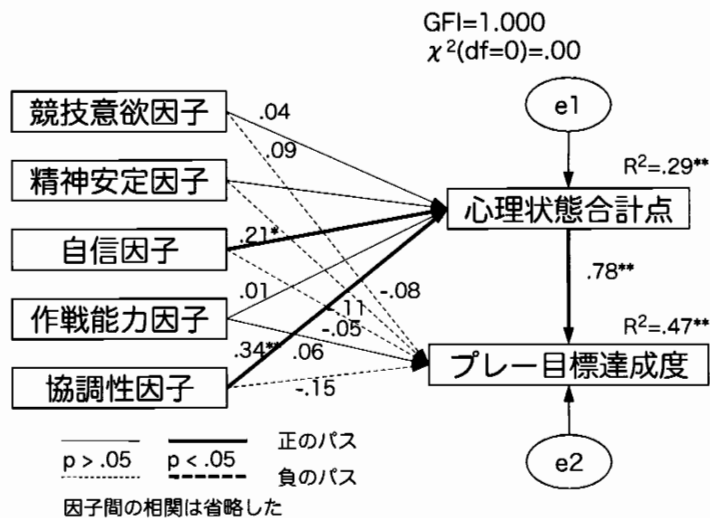 GFI=1.000
χ²(df=0)=.00
e1
競技意欲因子
.04
.09
R²=.29**
精神安定因子
心理状態合計点
自信因子
.21*
.78**
.01
-.08
作戦能力因子
-.11
-.05
R²=.47**
.34**
.06
プレー目標達成度
協調性因子
-.15
正のパス
p > .05
p < .05
負のパス
e2
因子間の相関は省略した